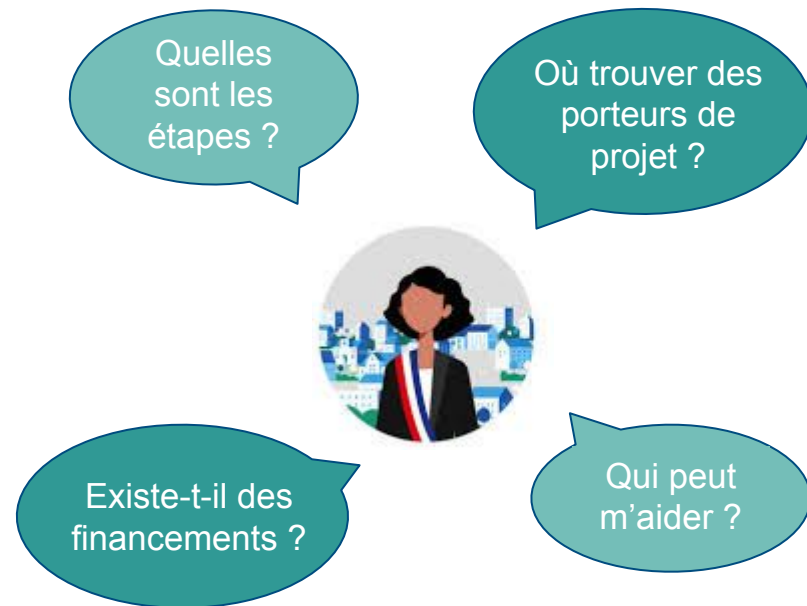 Quelles
sont les
étapes ?
Où trouver des
porteurs de
projet ?
Existe-t-il des
financements ?
Qui peut
m’aider ?